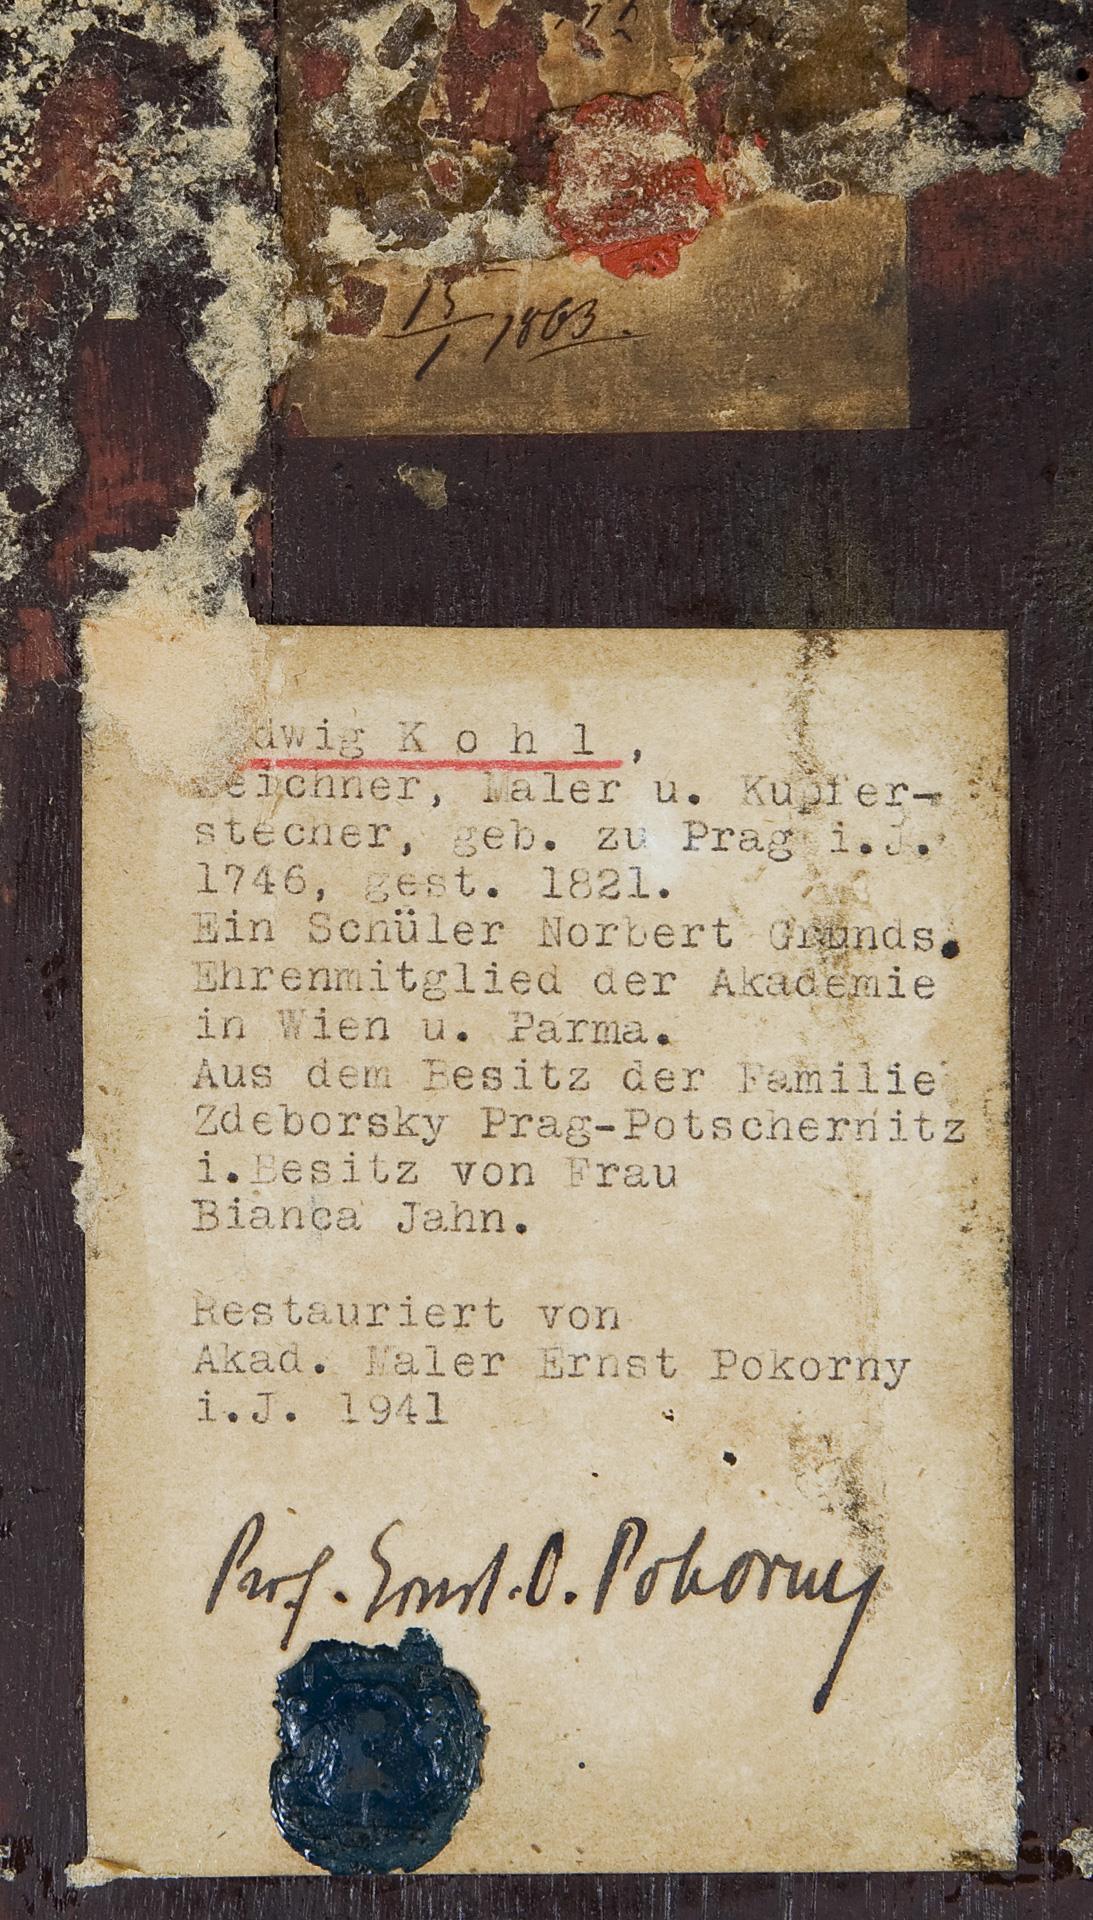 15/1 1863.
dwig K o h l ,
Zeichner, Maler u. Kupfer-
stecher, geb. zu Prag i.J.
1746, gest. 1821.
Ein Schüler Norbert Grunds.
Ehrenmitglied der Akademie
in Wien u. Parma.
Aus dem Besitz der Familie
Zdeborsky Prag-Potschernitz
i.Besitz von Frau
Bianca Jahn.
Restauriert von
Akad. Maler Ernst Pokorny
i.J. 1941
Prof. Ernst.O. Pokorny